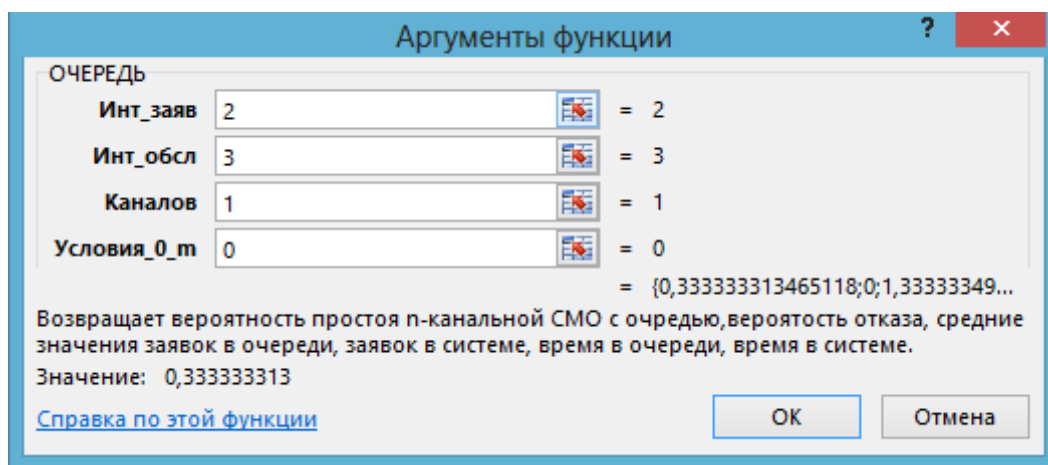 Аргументы функции ? ×
ОЧЕРЕДЬ
Инт_заяв 2 = 2
Инт_обсл 3 = 3
Каналов 1 = 1
Условия_0_m 0 = 0
= {0,333333313465118;0;1,33333349...
Возвращает вероятность простоя n-канальной СМО с очредью,вероятость отказа, средние
значения заявок в очереди, заявок в системе, время в очереди, время в системе.
Значение: 0,333333313
Справка по этой функции ОК Отмена